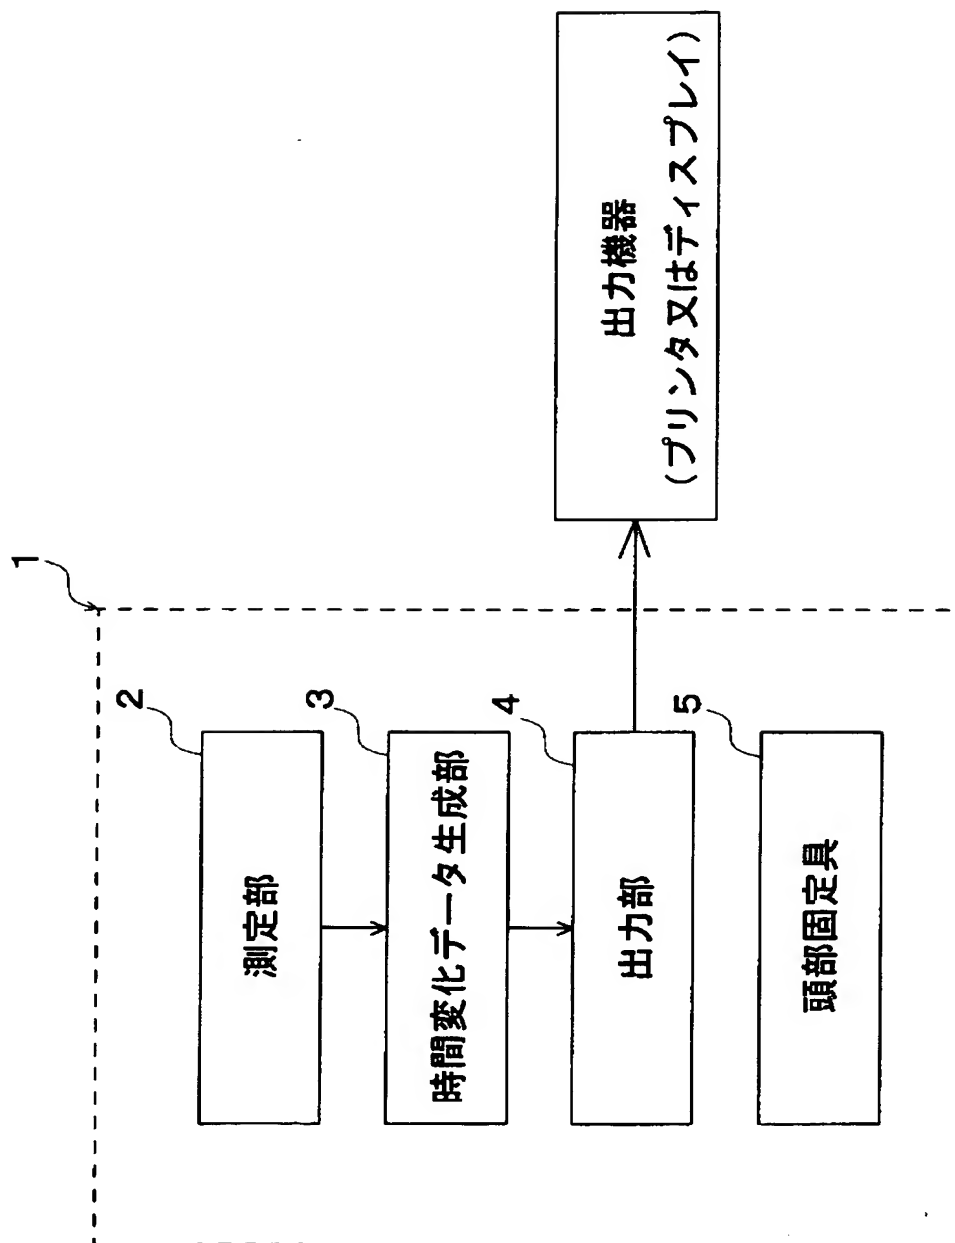 1
2
測定部
3
時間変化データ生成部
4
出力部
5
頭部固定具
出力機器
(プリンタ又はディスプレイ)